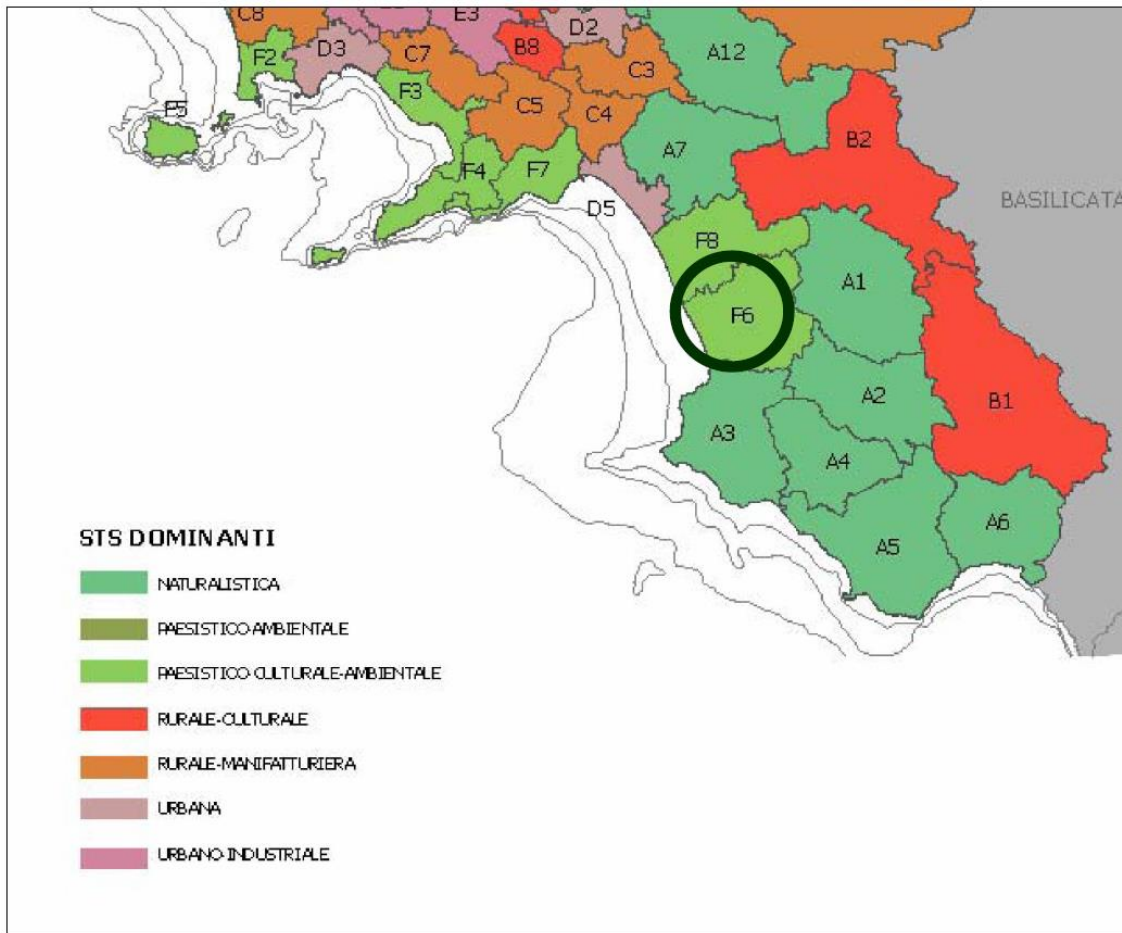 C8
E3
D2
F2
D3
C7
B8
C3
A12
F3
F5
C5
C4
B2
F4
F7
A7
BASILICATA
D5
F8
A1
F6
A2
B1
A3
A4
A5
A6
STS DOMINANTI
NATURALISTICA
PAESISTICO-AMBIENTALE
PAESISTICO-CULTURALE-AMBIENTALE
RURALE-CULTURALE
RURALE-MANIFATTURIERA
URBANA
URBANO-INDUSTRIALE